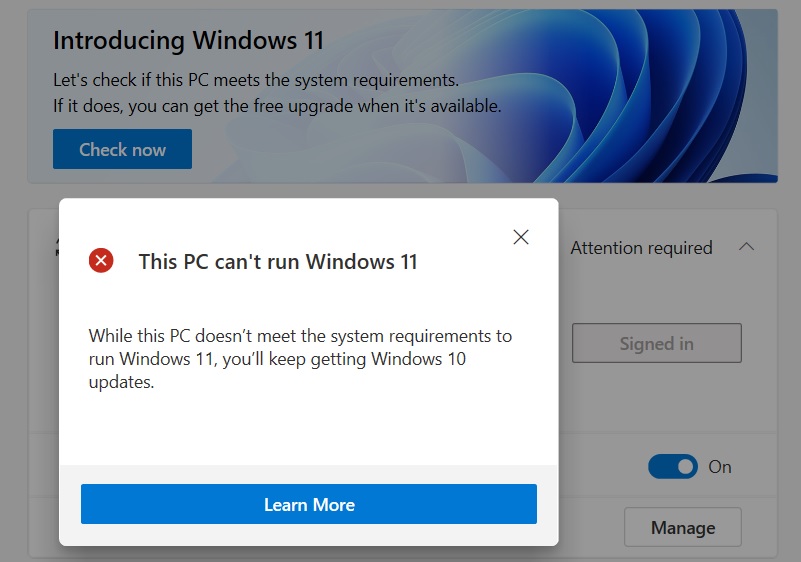 Introducing Windows 11
Let's check if this PC meets the system requirements.
If it does, you can get the free upgrade when it's available.
Check now
This PC can't run Windows 11
While this PC doesn’t meet the system requirements to
run Windows 11, you’ll keep getting Windows 10
updates.
Learn More
Attention required
Signed in
On
Manage